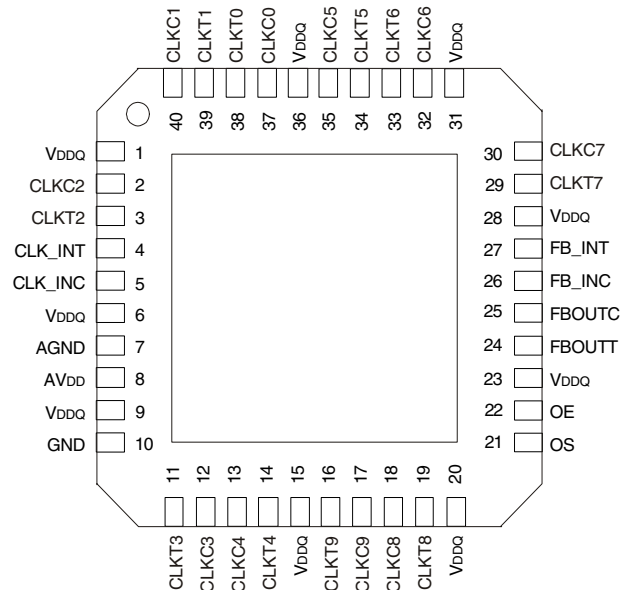 CLKC1 CLKT1 CLKT0 CLKC0 VDDQ CLKC5 CLKT5 CLKT6 CLKC6 VDDQ
40 39 38 37 36 35 34 33 32 31
VDDQ 1
CLKC2 2
CLKT2 3
CLK_INT 4
CLK_INC 5
VDDQ 6
AGND 7
AVDD 8
VDDQ 9
GND 10
30 CLKC7
29 CLKT7
28 VDDQ
27 FB_INT
26 FB_INC
25 FBOUTC
24 FBOUTT
23 VDDQ
22 OE
21 OS
11 12 13 14 15 16 17 18 19 20
CLKT3 CLKC3 CLKC4 CLKT4 VDDQ CLKT9 CLKC9 CLKC8 CLKT8 VDDQ